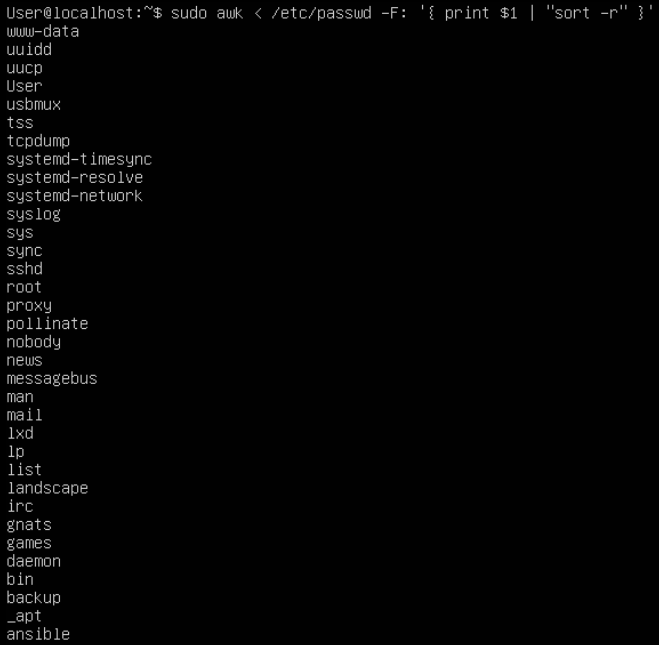 User@localhost:~$ sudo awk < /etc/passwd -F: '{ print $1 | "sort -r" }'
www-data
uuidd
uucp
User
usbmux
tss
tcpdump
systemd-timesync
systemd-resolve
systemd-network
syslog
sys
sync
sshd
root
proxy
pollinate
nobody
news
messagebus
man
mail
lxd
lp
list
landscape
irc
gnats
games
daemon
bin
backup
_apt
ansible